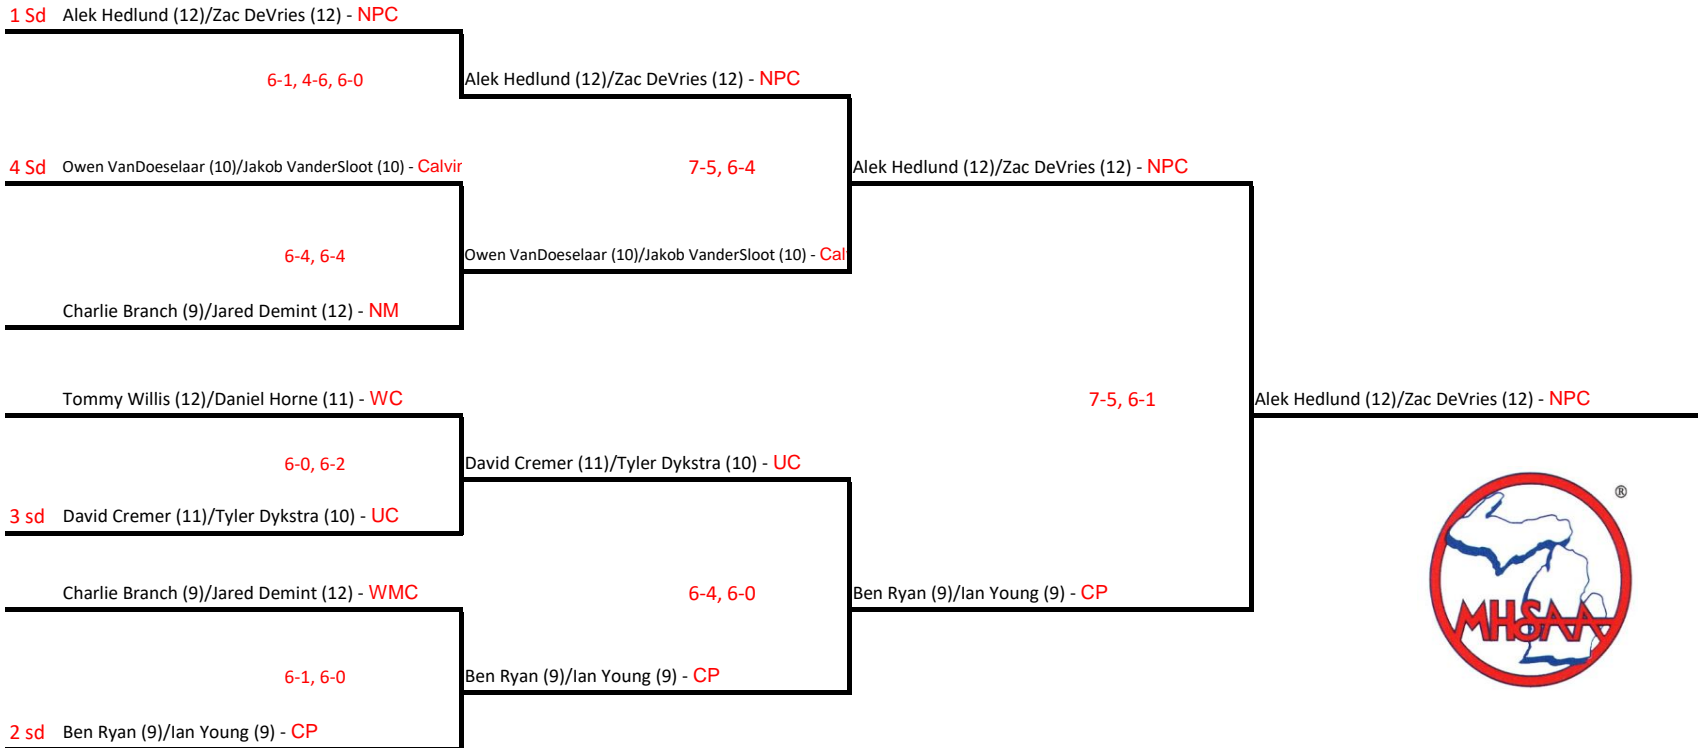 1 Sd Alek Hedlund (12)/Zac DeVries (12) - NPC
6-1, 4-6, 6-0
Alek Hedlund (12)/Zac DeVries (12) - NPC
4 Sd Owen VanDoeselaar (10)/Jakob VanderSloot (10) - Calvin
7-5, 6-4
Alek Hedlund (12)/Zac DeVries (12) - NPC
6-4, 6-4
Owen VanDoeselaar (10)/Jakob VanderSloot (10) - Cal
Charlie Branch (9)/Jared Demint (12) - NM
Tommy Willis (12)/Daniel Horne (11) - WC
7-5, 6-1
Alek Hedlund (12)/Zac DeVries (12) - NPC
6-0, 6-2
David Cremer (11)/Tyler Dykstra (10) - UC
3 sd David Cremer (11)/Tyler Dykstra (10) - UC
Charlie Branch (9)/Jared Demint (12) - WMC
6-4, 6-0
Ben Ryan (9)/Ian Young (9) - CP
6-1, 6-0
Ben Ryan (9)/Ian Young (9) - CP
2 sd Ben Ryan (9)/Ian Young (9) - CP
MHSAA
®